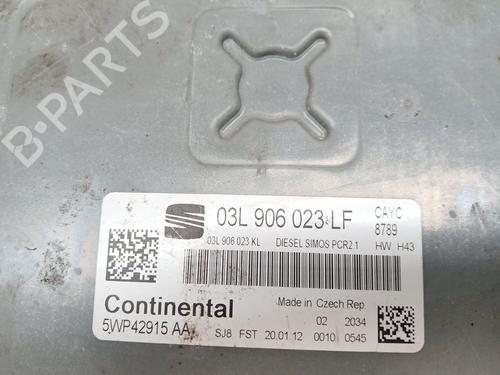 B-PARTS
03L 906 023 LF CAYC
8789
03L 906 023 KL DIESEL SIMOS PCR2.1 HW H43
Continental Made in Czech Rep.
02 2034
5WP42915 AA SJ8 FST 20.01.12 0010 0545